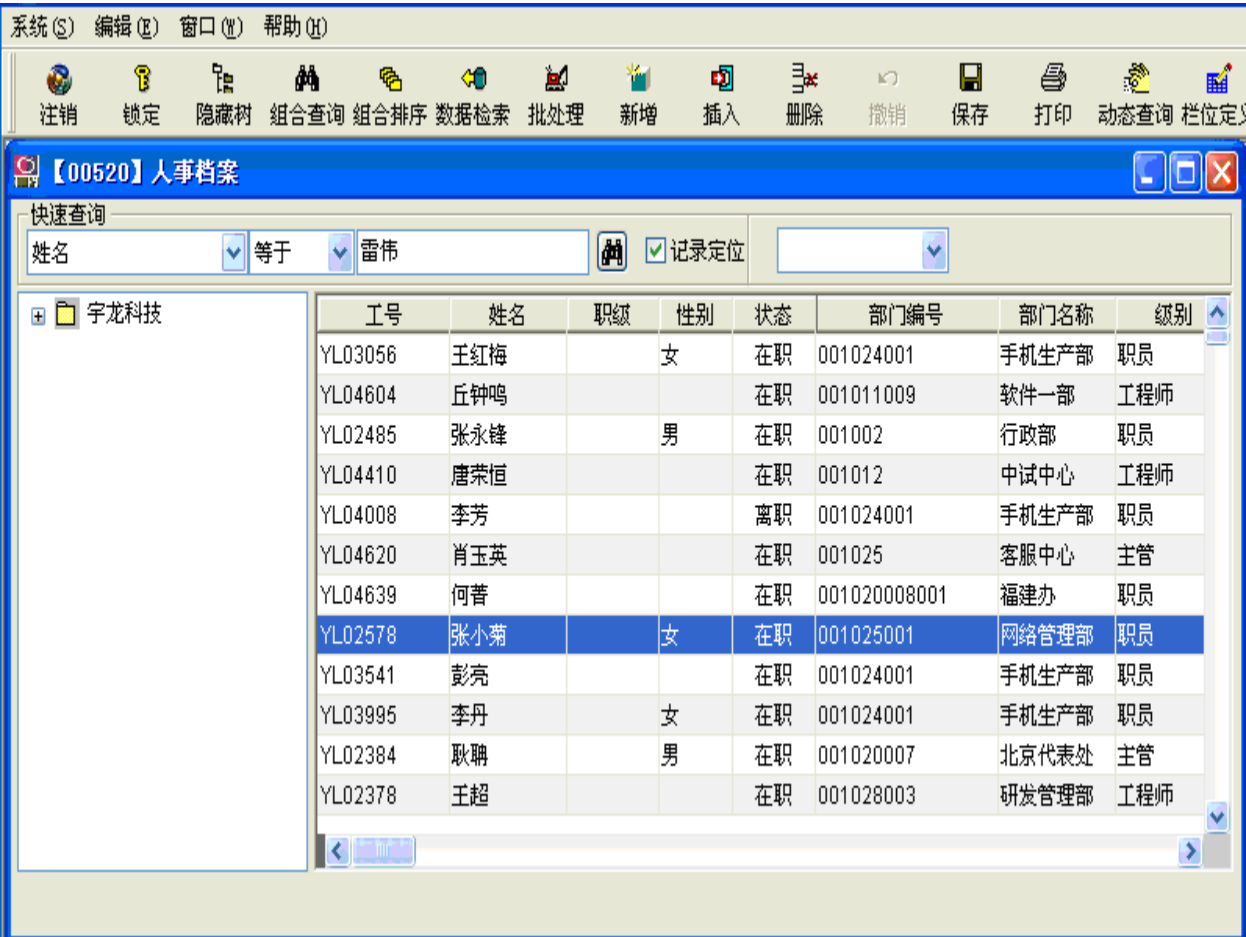 系统(S) 编辑(E) 窗口(W) 帮助(H)
注销 锁定 隐藏树 组合查询 组合排序 数据检索 批处理 新增 插入 删除 撤销 保存 打印 动态查询 栏位定义
【00520】人事档案
快速查询
姓名 等于 雷伟 记录定位
宇龙科技
工号 姓名 职级 性别 状态 部门编号 部门名称 级别
YL03056 王红梅 女 在职 001024001 手机生产部 职员
YL04604 丘钟鸣 在职 001011009 软件一部 工程师
YL02485 张永锋 男 在职 001002 行政部 职员
YL04410 唐荣恒 在职 001012 中试中心 工程师
YL04008 李芳 离职 001024001 手机生产部 职员
YL04620 肖玉英 在职 001025 客服中心 主管
YL04639 何菩 在职 001020008001 福建办 职员
YL02578 张小菊 女 在职 001025001 网络管理部 职员
YL03541 彭亮 在职 001024001 手机生产部 职员
YL03995 李丹 女 在职 001024001 手机生产部 职员
YL02384 耿聃 男 在职 001020007 北京代表处 主管
YL02378 王超 在职 001028003 研发管理部 工程师